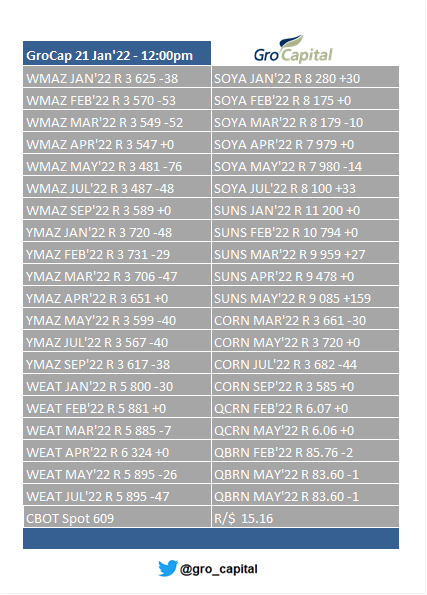 GroCap 21 Jan'22 - 12:00pm
GroCapital
WMAZ JAN'22 R 3 625 -38 SOYA JAN'22 R 8 280 +30
WMAZ FEB'22 R 3 570 -53 SOYA FEB'22 R 8 175 +0
WMAZ MAR'22 R 3 549 -52 SOYA MAR'22 R 8 179 -10
WMAZ APR'22 R 3 547 +0 SOYA APR'22 R 7 979 +0
WMAZ MAY'22 R 3 481 -76 SOYA MAY'22 R 7 980 -14
WMAZ JUL'22 R 3 487 -48 SOYA JUL'22 R 8 100 +33
WMAZ SEP'22 R 3 589 +0 SUNS JAN'22 R 11 200 +0
YMAZ JAN'22 R 3 720 -48 SUNS FEB'22 R 10 794 +0
YMAZ FEB'22 R 3 731 -29 SUNS MAR'22 R 9 959 +27
YMAZ MAR'22 R 3 706 -47 SUNS APR'22 R 9 478 +0
YMAZ APR'22 R 3 651 +0 SUNS MAY'22 R 9 085 +159
YMAZ MAY'22 R 3 599 -40 CORN MAR'22 R 3 661 -30
YMAZ JUL'22 R 3 567 -40 CORN MAY'22 R 3 720 +0
YMAZ SEP'22 R 3 617 -38 CORN JUL'22 R 3 682 -44
WEAT JAN'22 R 5 800 -30 CORN SEP'22 R 3 585 +0
WEAT FEB'22 R 5 881 +0 QCRN FEB'22 R 6.07 +0
WEAT MAR'22 R 5 885 -7 QCRN MAY'22 R 6.06 +0
WEAT APR'22 R 6 324 +0 QBRN FEB'22 R 85.76 -2
WEAT MAY'22 R 5 895 -26 QBRN MAY'22 R 83.60 -1
WEAT JUL'22 R 5 895 -47 QBRN MAY'22 R 83.60 -1
CBOT Spot 609 R/$ 15.16
@gro_capital